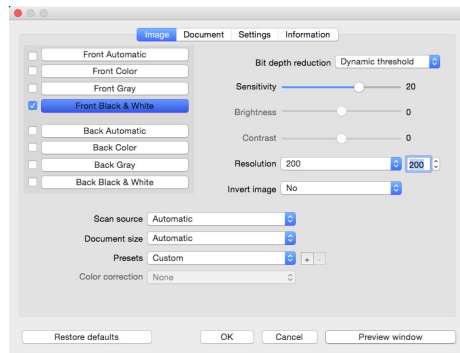 Image Document Settings Information
Front Automatic
Front Color
Front Gray
Front Black & White
Back Automatic
Back Color
Back Gray
Back Black & White
Bit depth reduction Dynamic threshold
Sensitivity 20
Brightness 0
Contrast 0
Resolution 200 200
Invert image No
Scan source Automatic
Document size Automatic
Presets Custom + -
Color correction None
Restore defaults OK Cancel Preview window